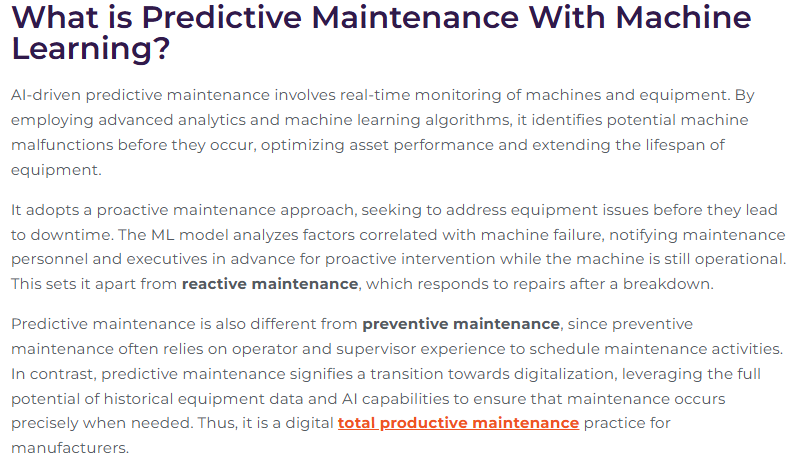 What is Predictive Maintenance With Machine
Learning?
AI-driven predictive maintenance involves real-time monitoring of machines and equipment. By
employing advanced analytics and machine learning algorithms, it identifies potential machine
malfunctions before they occur, optimizing asset performance and extending the lifespan of
equipment.
It adopts a proactive maintenance approach, seeking to address equipment issues before they lead
to downtime. The ML model analyzes factors correlated with machine failure, notifying maintenance
personnel and executives in advance for proactive intervention while the machine is still operational.
This sets it apart from reactive maintenance, which responds to repairs after a breakdown.
Predictive maintenance is also different from preventive maintenance, since preventive
maintenance often relies on operator and supervisor experience to schedule maintenance activities.
In contrast, predictive maintenance signifies a transition towards digitalization, leveraging the full
potential of historical equipment data and AI capabilities to ensure that maintenance occurs
precisely when needed. Thus, it is a digital total productive maintenance practice for
manufacturers.